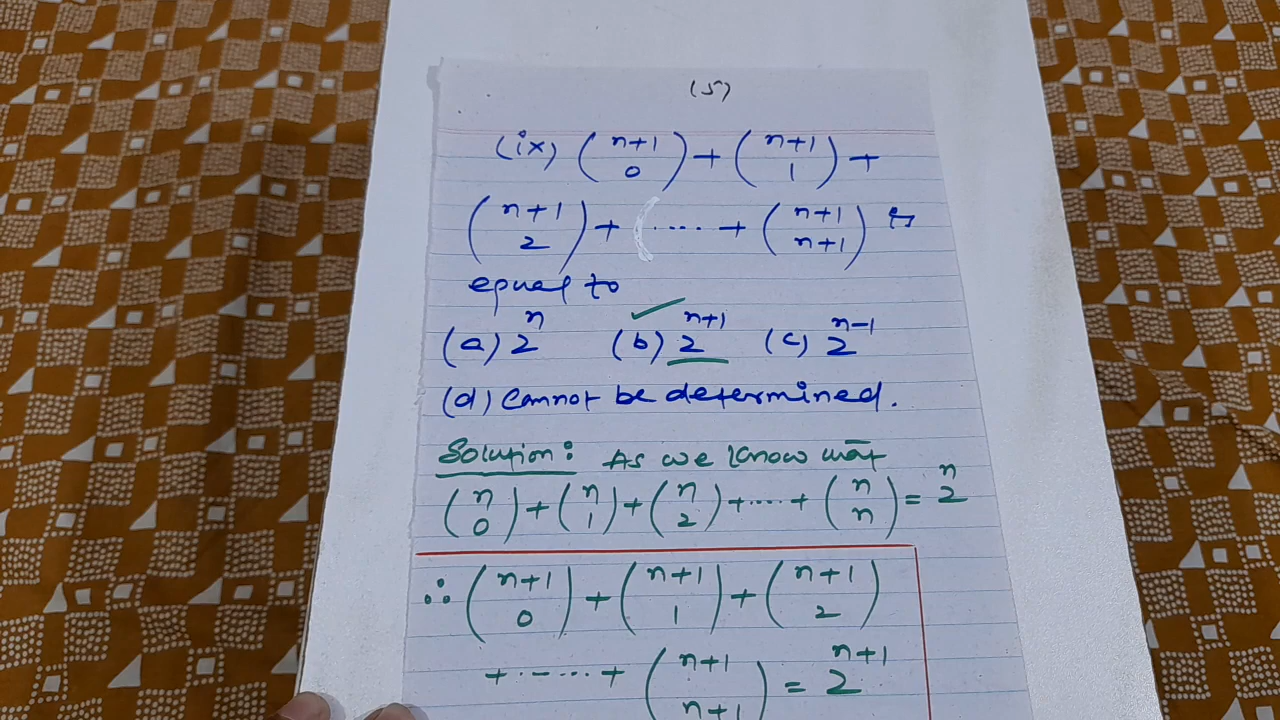 (5)
(ix) (n+1 0) + (n+1 1) +
(n+1 2) + ..... + (n+1 n+1) is
equal to
(a) 2^n (b) 2^{n+1} (c) 2^{n-1}
(d) Cannot be determined.
Solution: As we know that
(n 0) + (n 1) + (n 2) + ..... + (n n) = 2^n
∴ (n+1 0) + (n+1 1) + (n+1 2)
+ ..... + (n+1 n+1) = 2^{n+1}